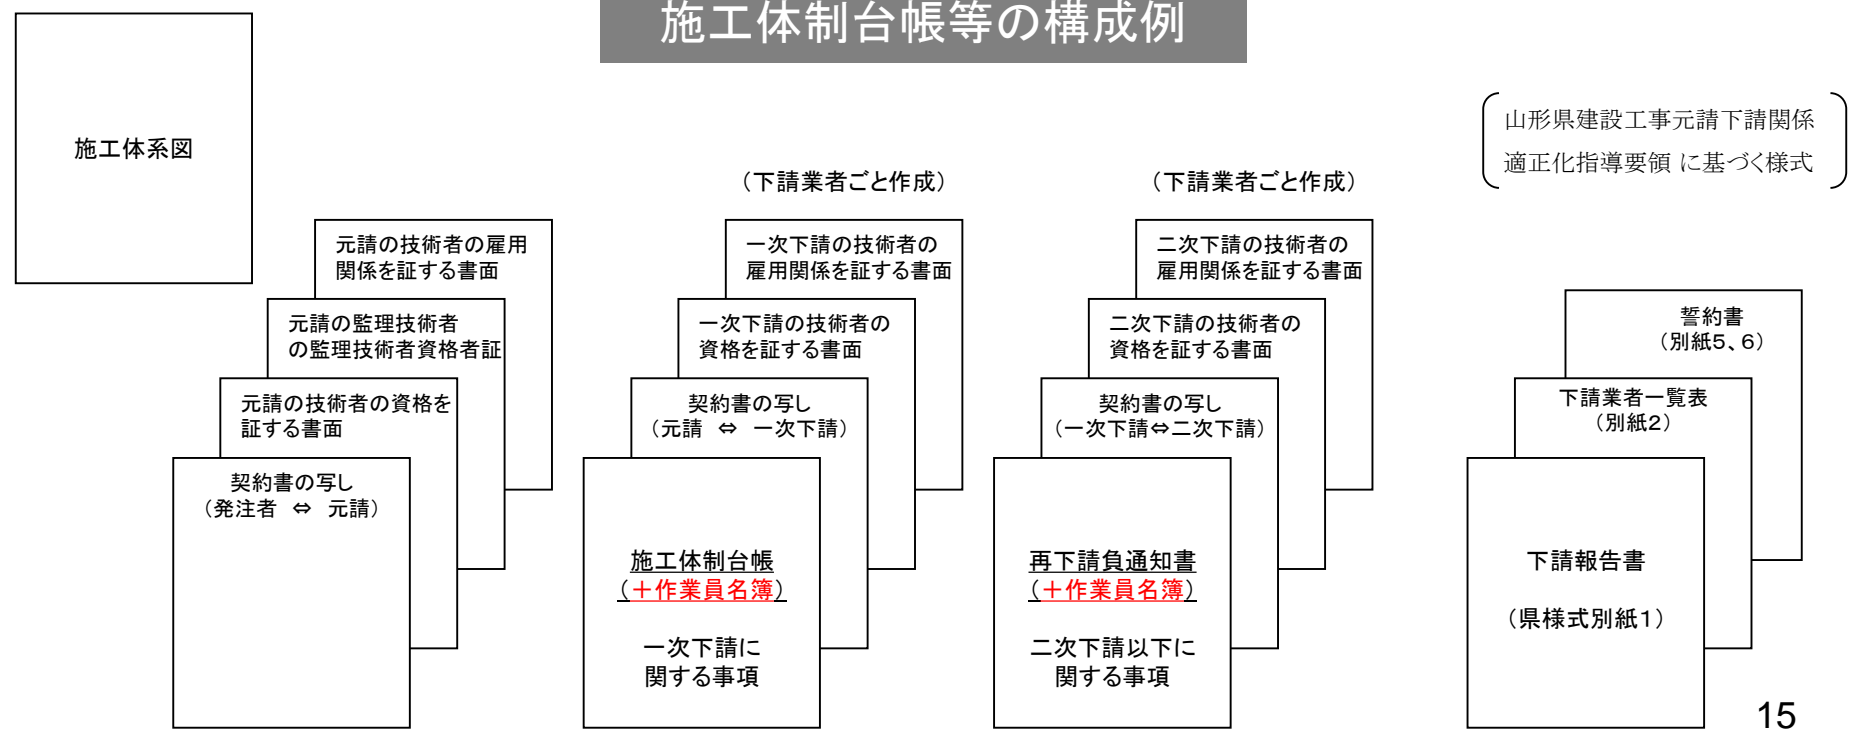 施工体制台帳等の構成例
施工体系図
山形県建設工事元請下請関係
適正化指導要領 に基づく様式
元請の技術者の雇用
関係を証する書面
元請の監理技術者
の監理技術者資格者証
元請の技術者の資格を
証する書面
契約書の写し
（発注者　⇔　元請）
（下請業者ごと作成）
一次下請の技術者の
雇用関係を証する書面
一次下請の技術者の
資格を証する書面
契約書の写し
（元請　⇔　一次下請）
施工体制台帳
（＋作業員名簿）
一次下請に
関する事項
（下請業者ごと作成）
二次下請の技術者の
雇用関係を証する書面
二次下請の技術者の
資格を証する書面
契約書の写し
（一次下請⇔二次下請）
再下請負通知書
（＋作業員名簿）
二次下請以下に
関する事項
誓約書
（別紙５、６）
下請業者一覧表
（別紙２）
下請報告書
（県様式別紙１）
15